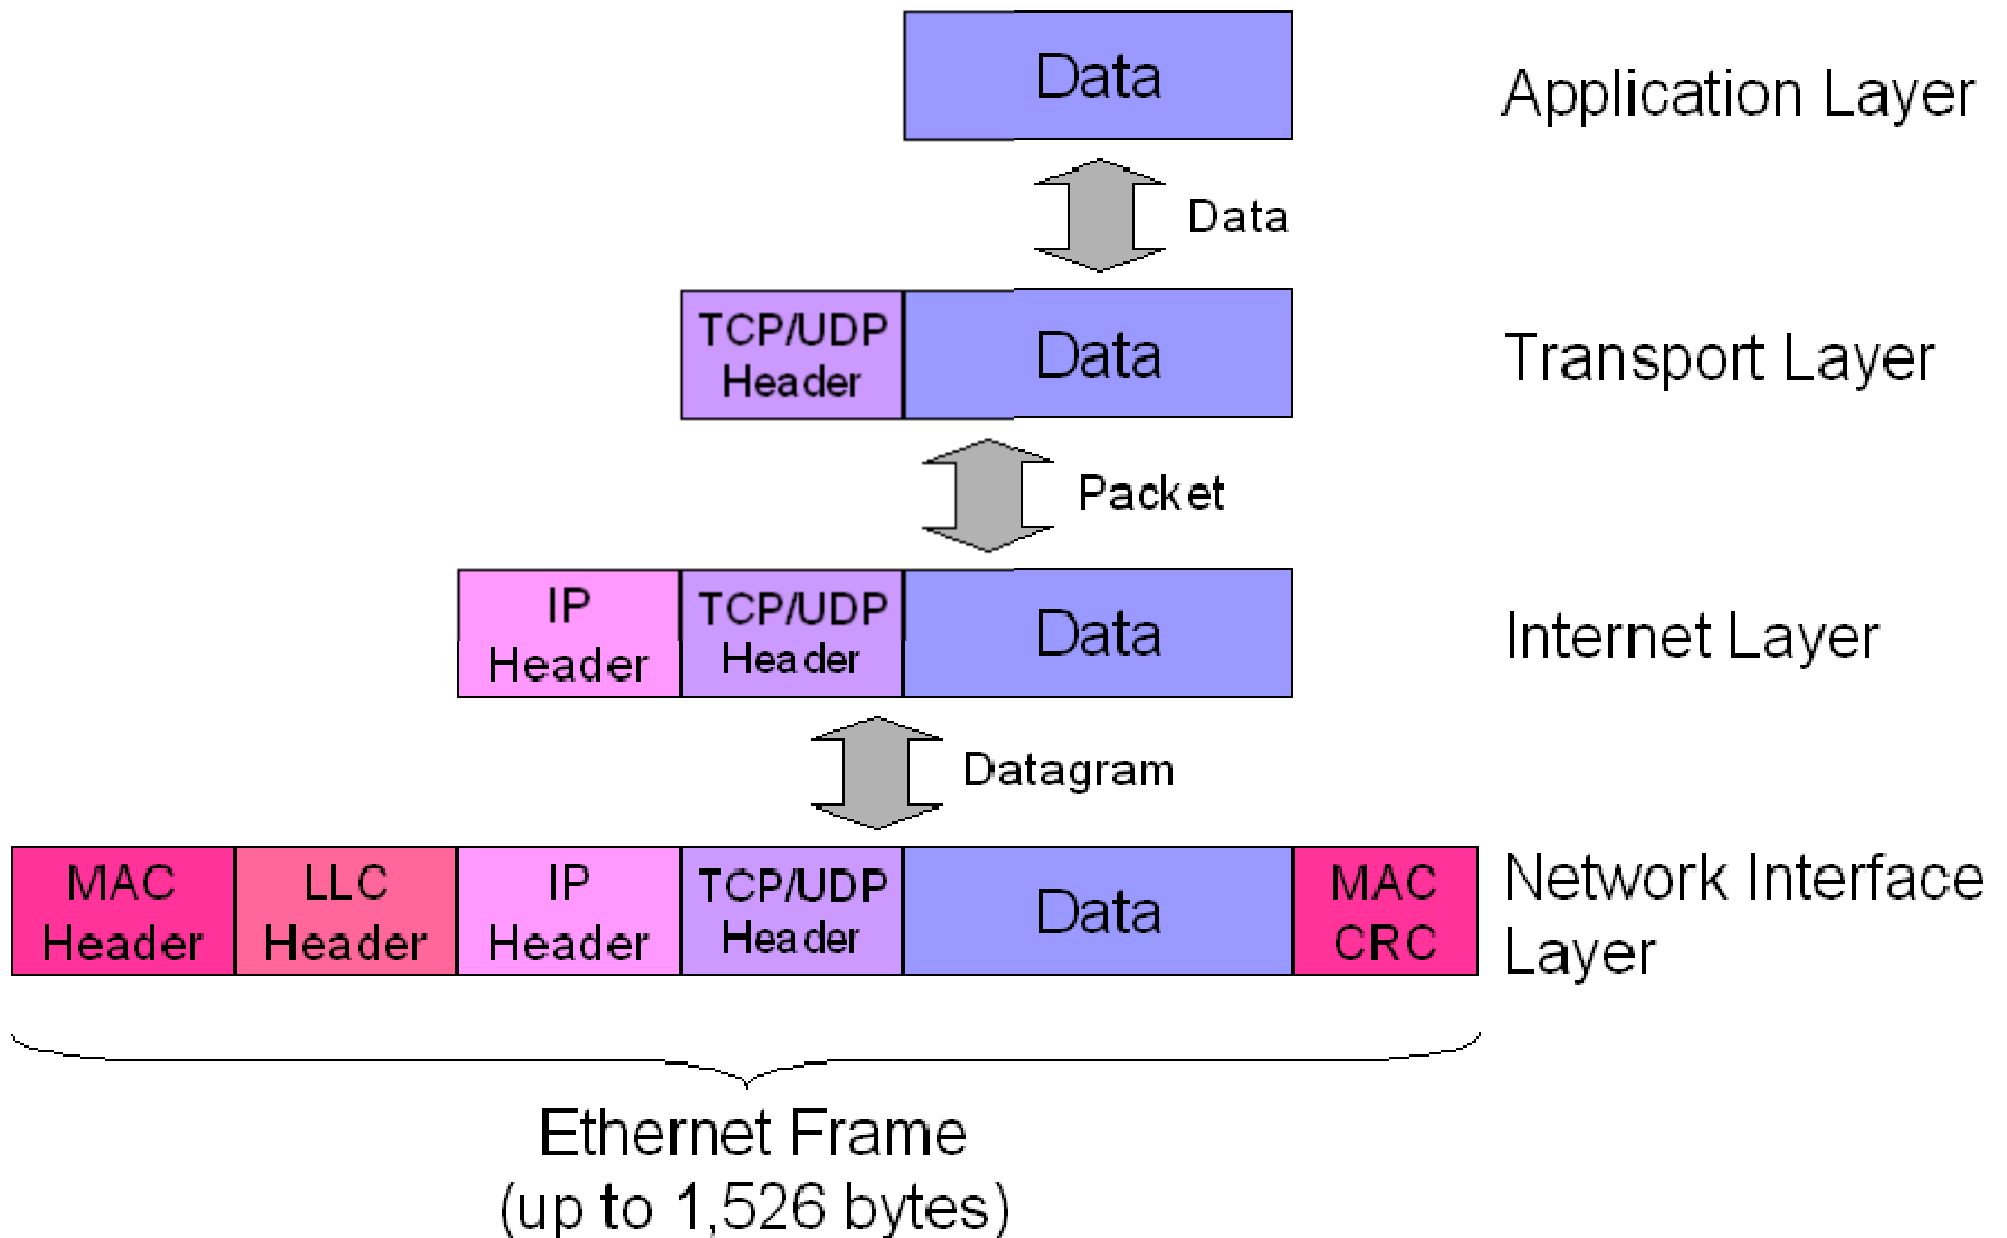 Data
Application Layer
Data
TCP/UDP
Header
Data
Transport Layer
Packet
IP
Header
TCP/UDP
Header
Data
Internet Layer
Datagram
MAC
Header
LLC
Header
IP
Header
TCP/UDP
Header
Data
MAC
CRC
Network Interface
Layer
Ethernet Frame
(up to 1,526 bytes)